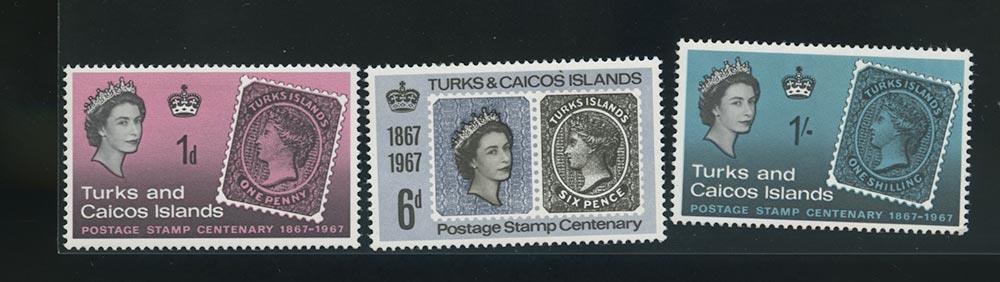 TURKS ISLANDS
1d
ONE PENNY
Turks and
Caicos Islands
POSTAGE STAMP CENTENARY 1867-1967
TURKS & CAICOS ISLANDS
1867
1967
TURKS ISLANDS
SIX PENCE
6d
Postage Stamp Centenary
TURKS ISLANDS
1/-
ONE SHILLING
Turks and
Caicos Islands
POSTAGE STAMP CENTENARY 1867-1967